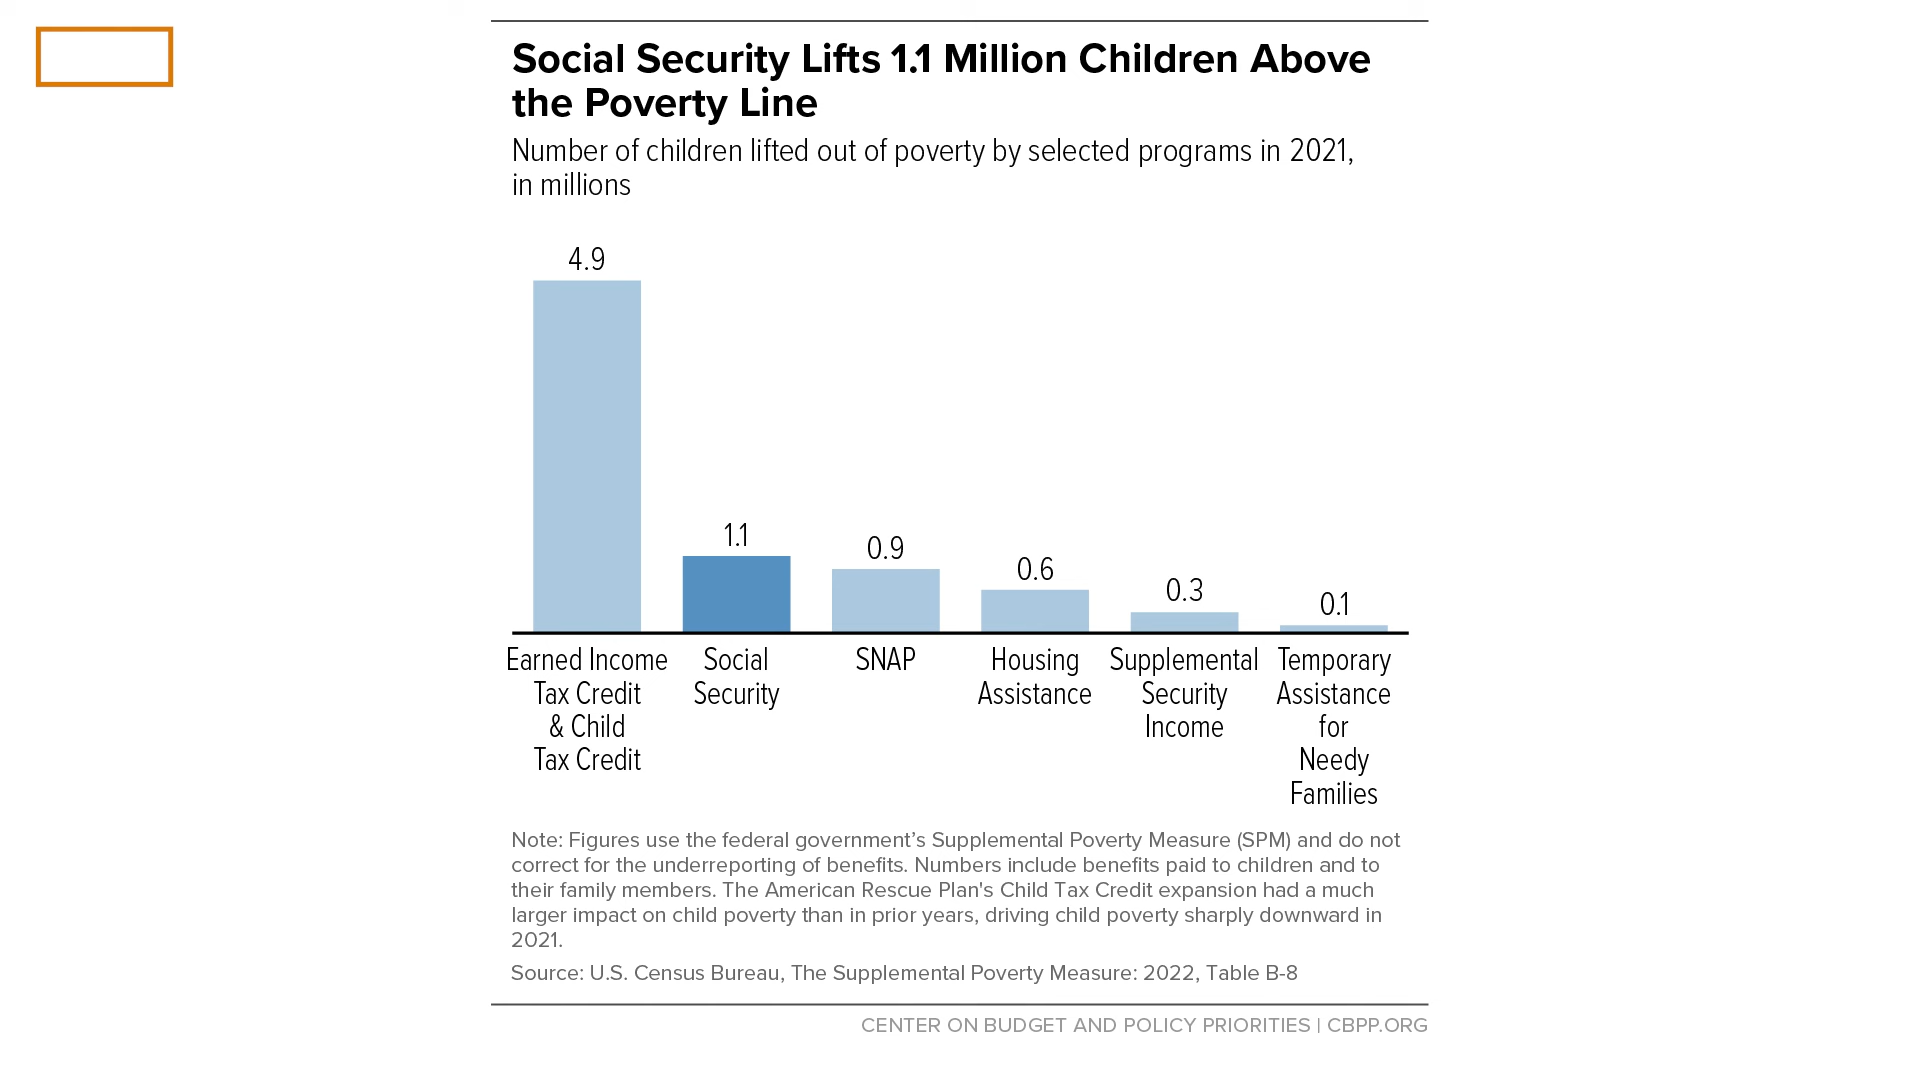 Social Security Lifts 1.1 Million Children Above
the Poverty Line
Number of children lifted out of poverty by selected programs in 2021,
in millions
4.9
1.1
0.9
0.6
0.3
0.1
Earned Income
Tax Credit
& Child
Tax Credit
Social
Security
SNAP
Housing
Assistance
Supplemental
Security
Income
Temporary
Assistance
for
Needy
Families
Note: Figures use the federal government’s Supplemental Poverty Measure (SPM) and do not
correct for the underreporting of benefits. Numbers include benefits paid to children and to
their family members. The American Rescue Plan's Child Tax Credit expansion had a much
larger impact on child poverty than in prior years, driving child poverty sharply downward in
2021.
Source: U.S. Census Bureau, The Supplemental Poverty Measure: 2022, Table B-8
CENTER ON BUDGET AND POLICY PRIORITIES | CBPP.ORG